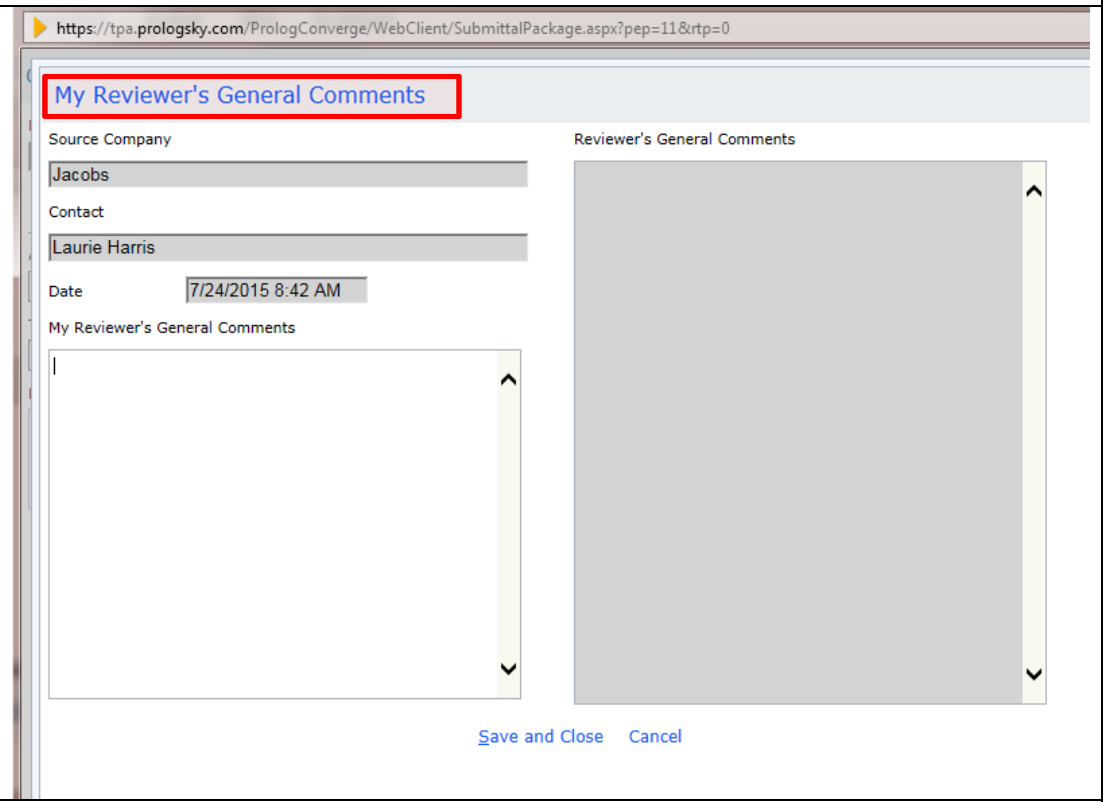 https://tpa.prologsky.com/PrologConverge/WebClient/SubmittalPackage.aspx?pep=11&rtp=0
My Reviewer's General Comments
Source Company
Jacobs
Contact
Laurie Harris
Date 7/24/2015 8:42 AM
My Reviewer's General Comments
Reviewer's General Comments
Save and Close Cancel